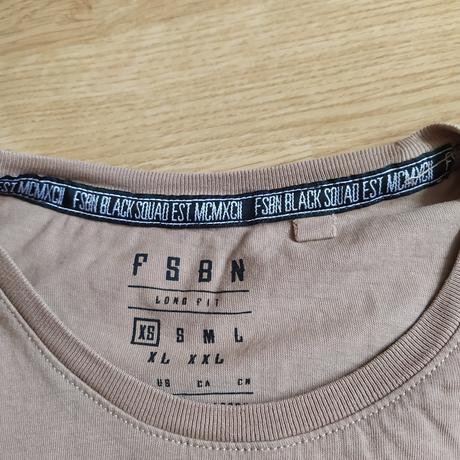 EST MCMXCII FSBN BLACK SQUAD EST MCMXCII FSBN BLACK SQUAD EST MCMXCII
FSBN
LONG FIT
XS S M L
XL XXL
US CA CN